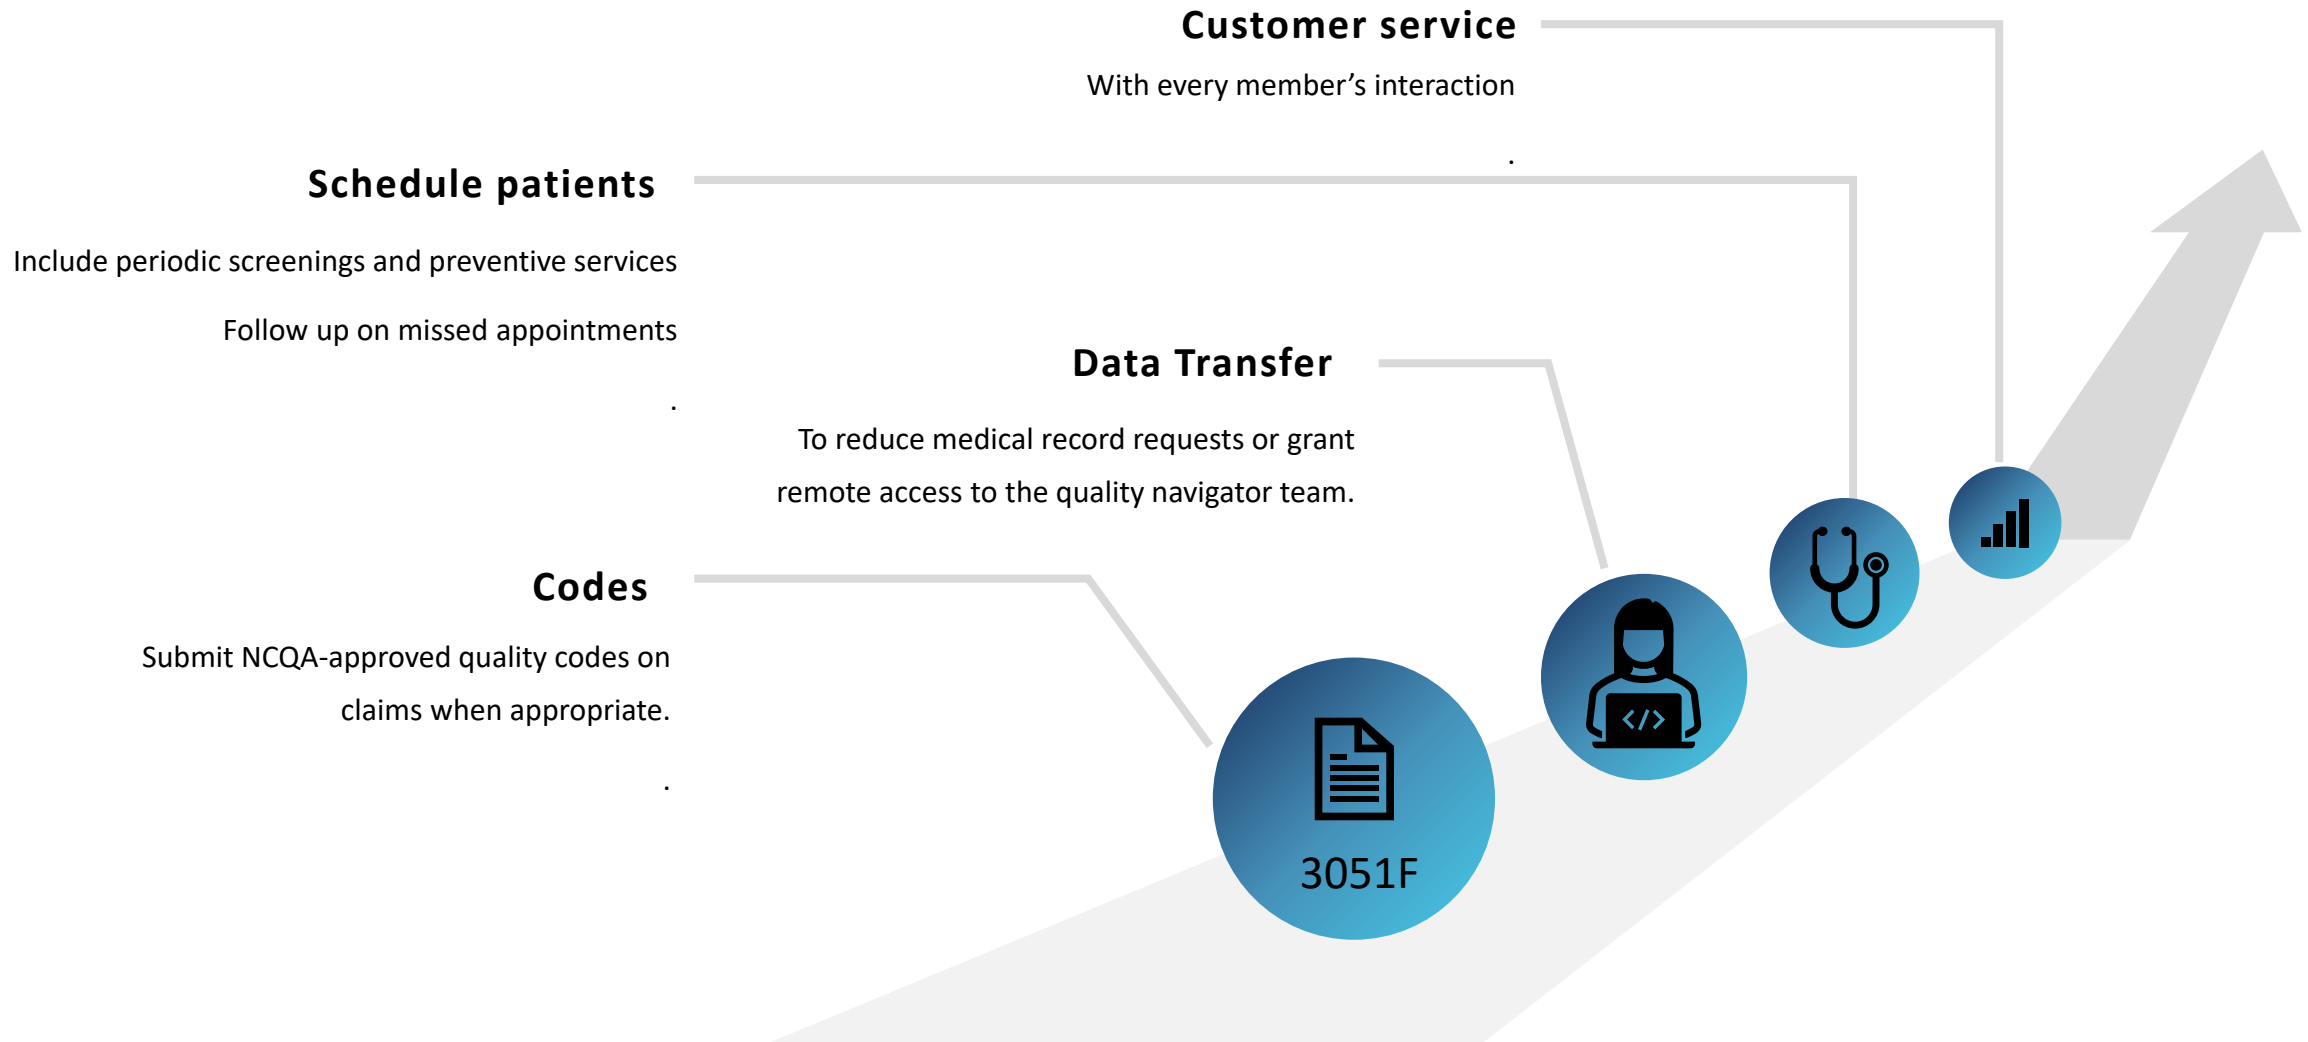 Customer service
With every member’s interaction
.
Schedule patients
Include periodic screenings and preventive services
Follow up on missed appointments
.
Data Transfer
To reduce medical record requests or grant
remote access to the quality navigator team.
Codes
Submit NCQA-approved quality codes on
claims when appropriate.
.
</>
3051F